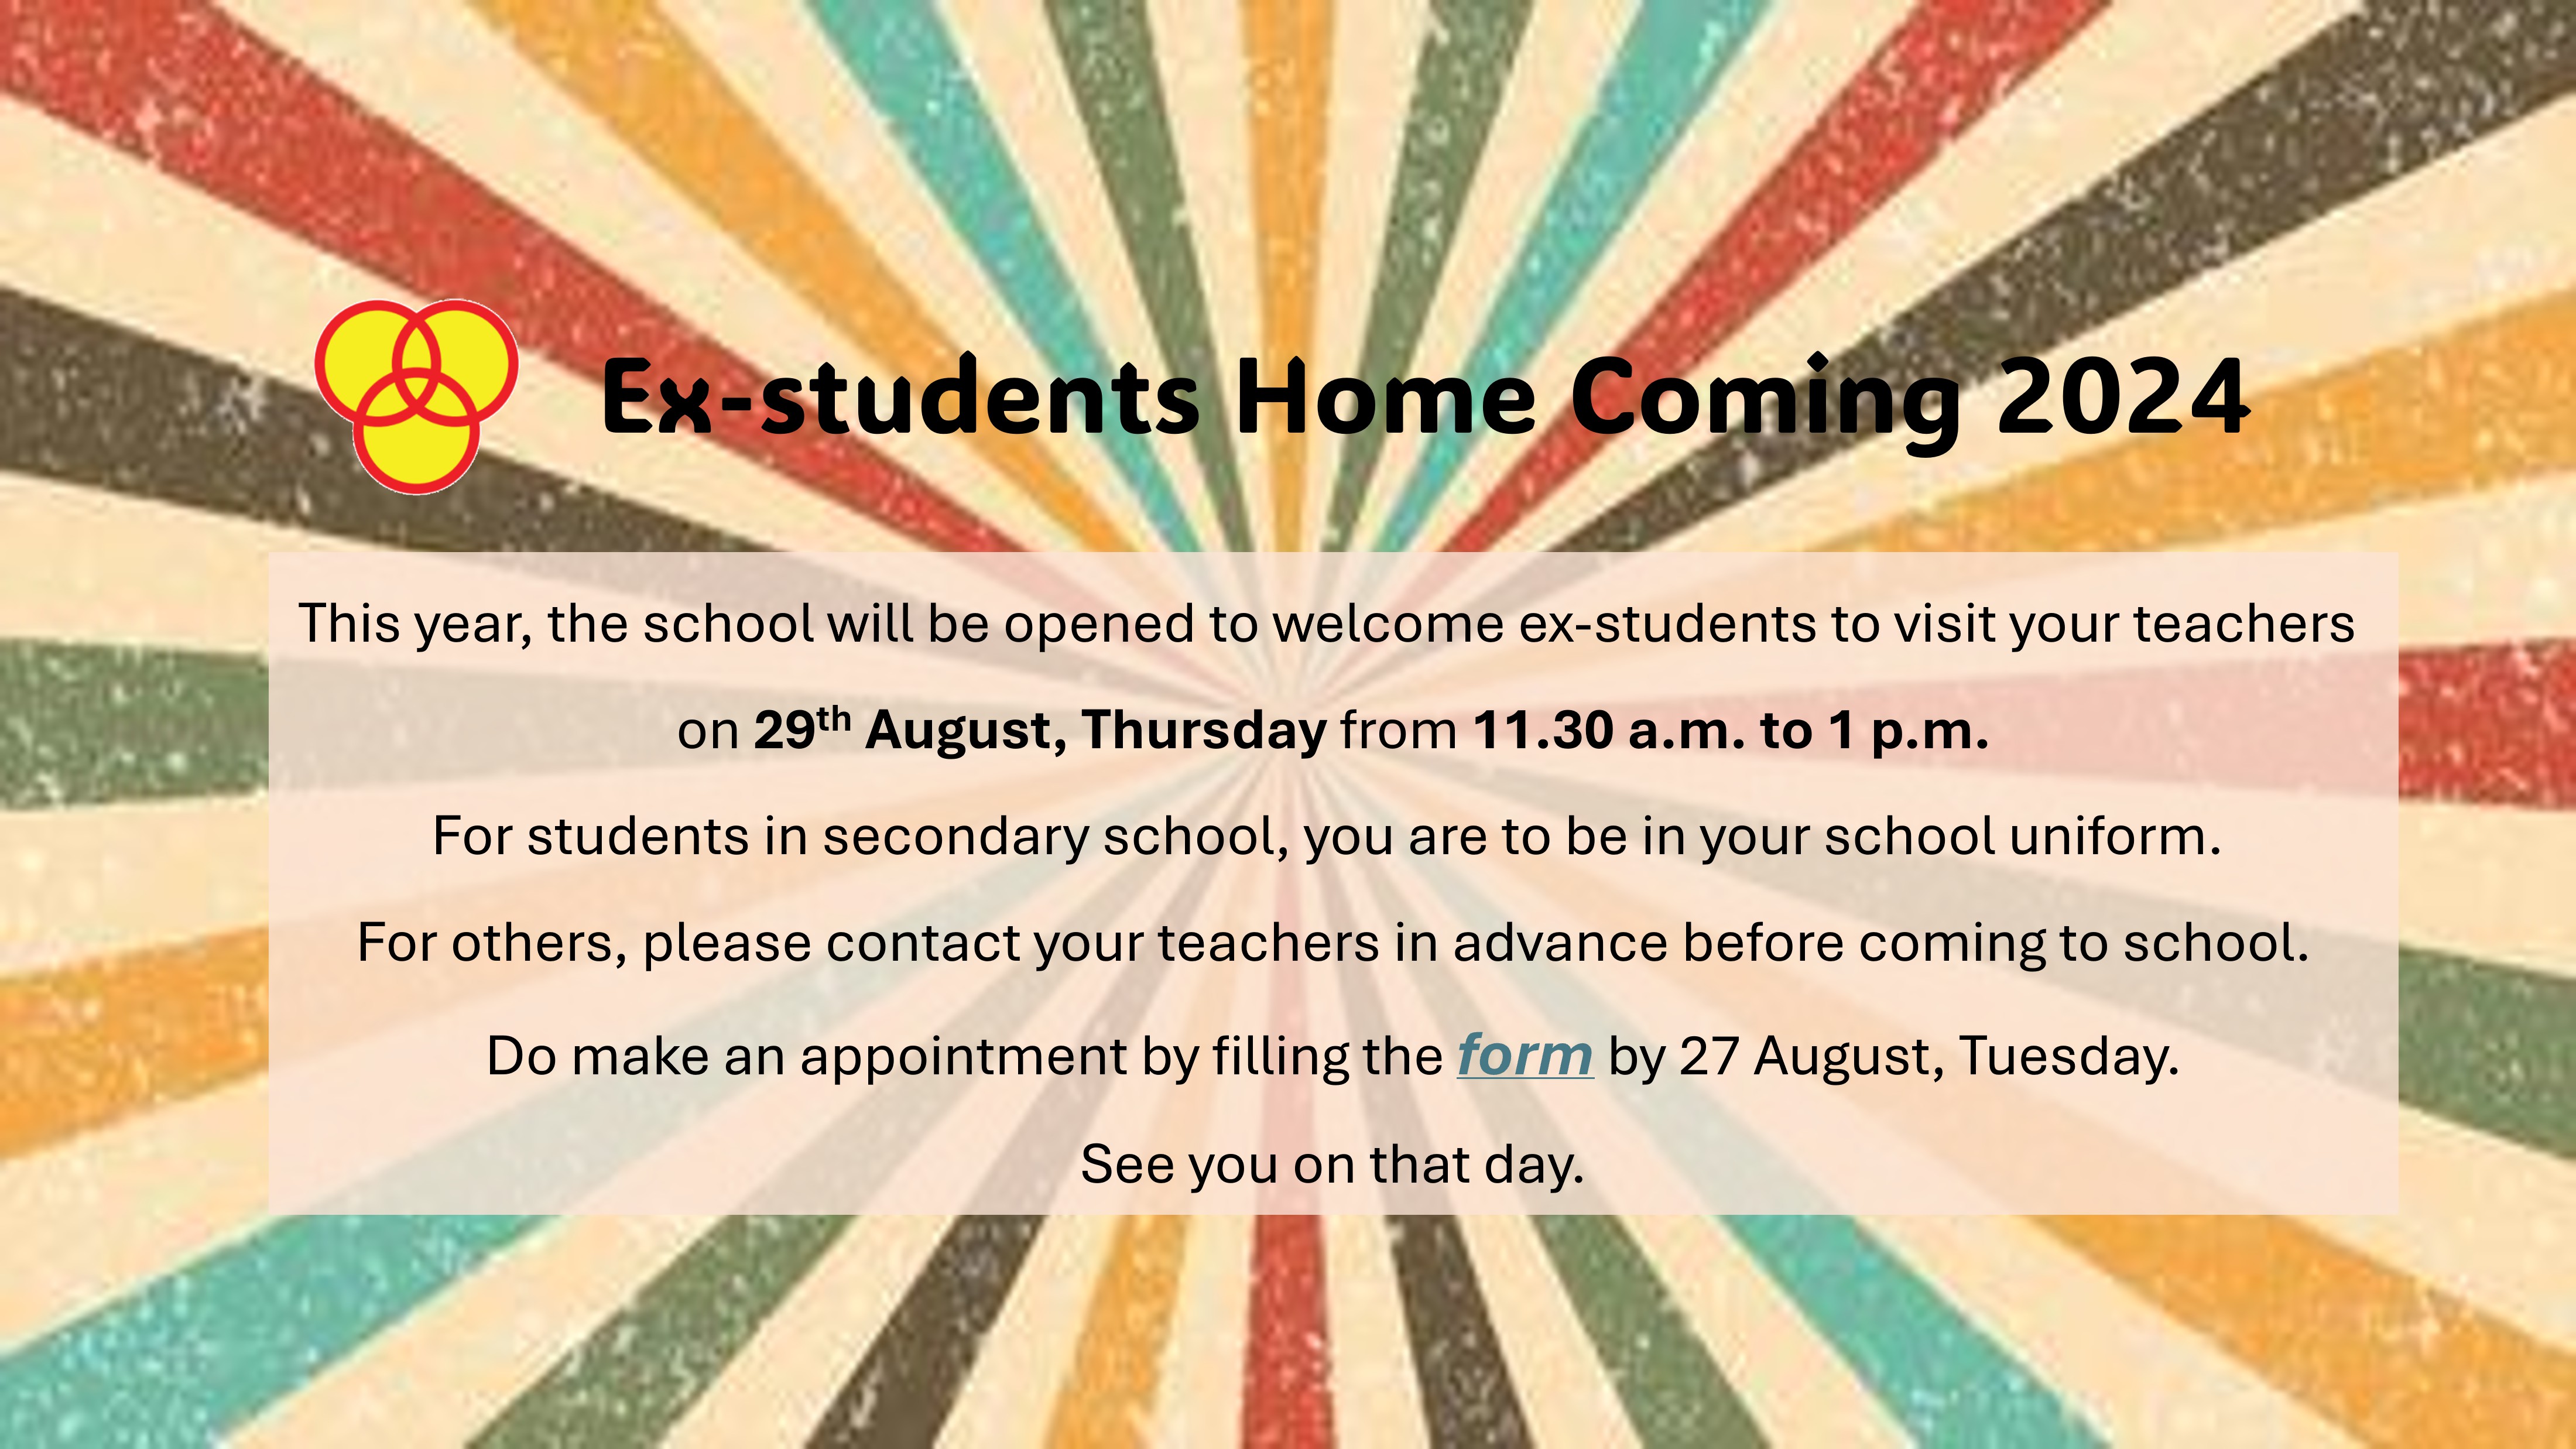 Ex-students Home Coming 2024
This year, the school will be opened to welcome ex-students to visit your teachers
on 29th August, Thursday from 11.30 a.m. to 1 p.m.
For students in secondary school, you are to be in your school uniform.
For others, please contact your teachers in advance before coming to school.
Do make an appointment by filling the form by 27 August, Tuesday.
See you on that day.